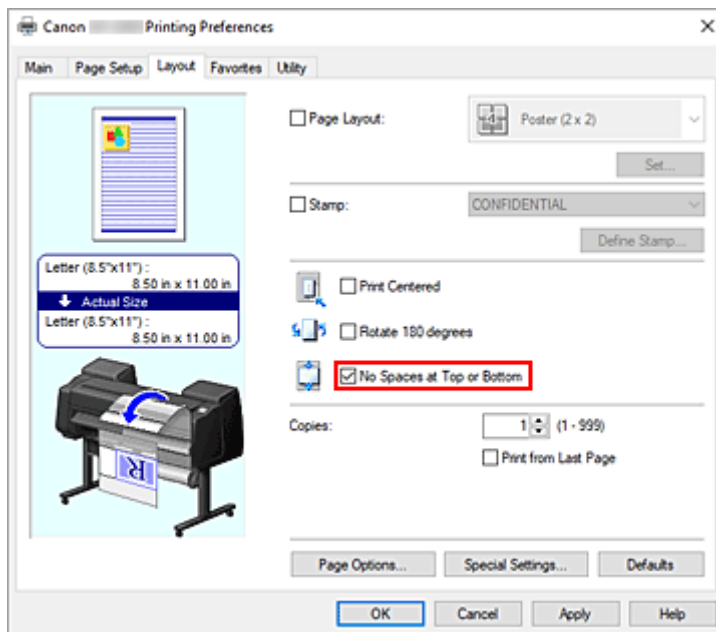 Canon Printing Preferences
Main Page Setup Layout Favorites Utility
Page Layout:
Poster (2 x 2)
Set...
Stamp:
CONFIDENTIAL
Define Stamp...
Letter (8.5"x11") :
8.50 in x 11.00 in
Actual Size
Letter (8.5"x11") :
8.50 in x 11.00 in
Print Centered
Rotate 180 degrees
No Spaces at Top or Bottom
Copies:
1 (1 - 999)
Print from Last Page
R
Page Options... Special Settings... Defaults
OK Cancel Apply Help